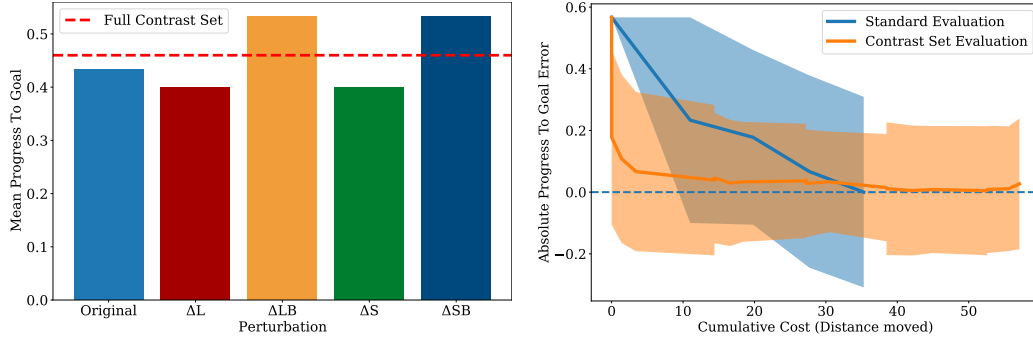 Mean Progress To Goal
0.5
0.4
0.3
0.2
0.1
0.0
Full Contrast Set
Original
ΔL
ΔLB
ΔS
ΔSB
Perturbation
Absolute Progress To Goal Error
0.6
0.4
0.2
0.0
−0.2
Standard Evaluation
Contrast Set Evaluation
0
10
20
30
40
50
Cumulative Cost (Distance moved)